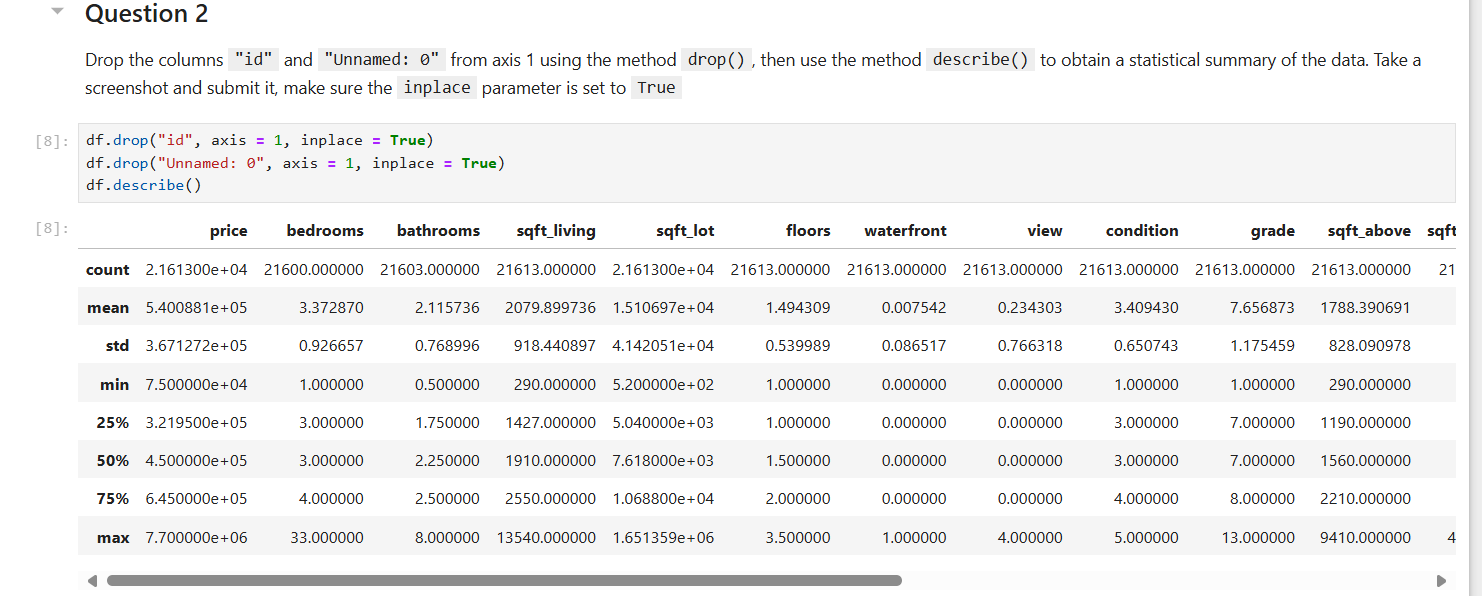 Question 2
Drop the columns "id" and "Unnamed: 0" from axis 1 using the method drop() , then use the method describe() to obtain a statistical summary of the data. Take a
screenshot and submit it, make sure the inplace parameter is set to True
[8]: df.drop("id", axis = 1, inplace = True)
df.drop("Unnamed: 0", axis = 1, inplace = True)
df.describe()
[8]: price bedrooms bathrooms sqft_living sqft_lot floors waterfront view condition grade sqft_above sqft
count 2.161300e+04 21600.000000 21603.000000 21613.000000 2.161300e+04 21613.000000 21613.000000 21613.000000 21613.000000 21613.000000 21613.000000 21
mean 5.400881e+05 3.372870 2.115736 2079.899736 1.510697e+04 1.494309 0.007542 0.234303 3.409430 7.656873 1788.390691
std 3.671272e+05 0.926657 0.768996 918.440897 4.142051e+04 0.539989 0.086517 0.766318 0.650743 1.175459 828.090978
min 7.500000e+04 1.000000 0.500000 290.000000 5.200000e+02 1.000000 0.000000 0.000000 1.000000 1.000000 290.000000
25% 3.219500e+05 3.000000 1.750000 1427.000000 5.040000e+03 1.000000 0.000000 0.000000 3.000000 7.000000 1190.000000
50% 4.500000e+05 3.000000 2.250000 1910.000000 7.618000e+03 1.500000 0.000000 0.000000 3.000000 7.000000 1560.000000
75% 6.450000e+05 4.000000 2.500000 2550.000000 1.068800e+04 2.000000 0.000000 0.000000 4.000000 8.000000 2210.000000
max 7.700000e+06 33.000000 8.000000 13540.000000 1.651359e+06 3.500000 1.000000 4.000000 5.000000 13.000000 9410.000000 4